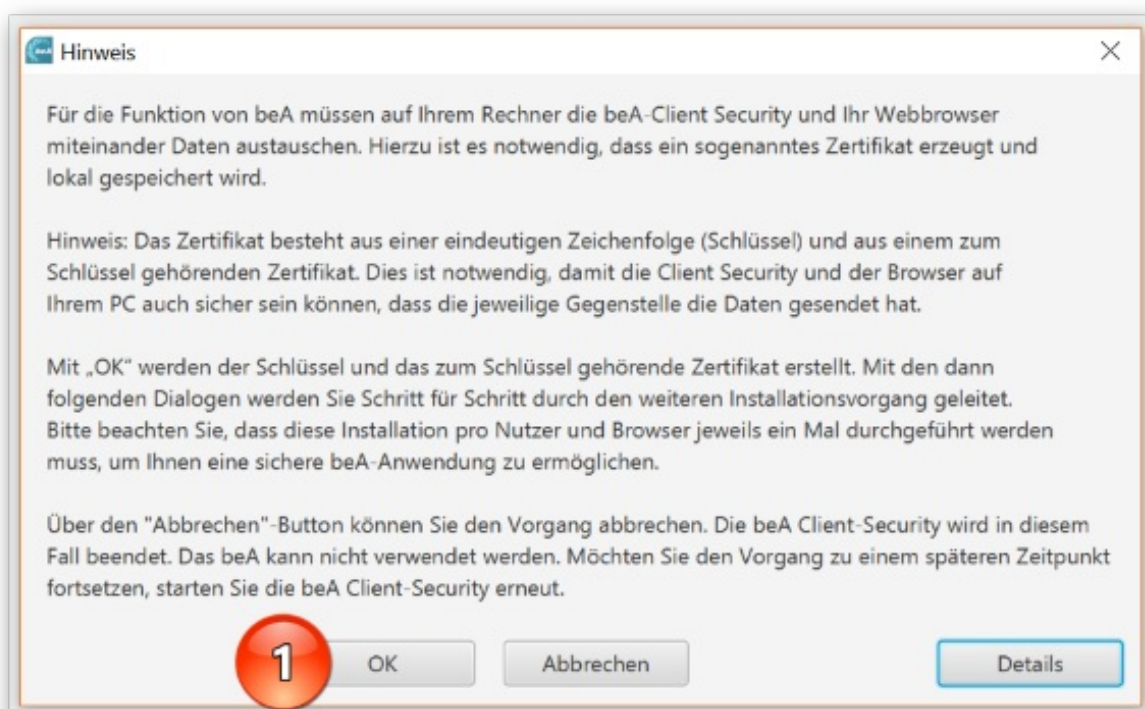 beA Hinweis
Für die Funktion von beA müssen auf Ihrem Rechner die beA-Client Security und Ihr Webbrowser
miteinander Daten austauschen. Hierzu ist es notwendig, dass ein sogenanntes Zertifikat erzeugt und
lokal gespeichert wird.
Hinweis: Das Zertifikat besteht aus einer eindeutigen Zeichenfolge (Schlüssel) und aus einem zum
Schlüssel gehörenden Zertifikat. Dies ist notwendig, damit die Client Security und der Browser auf
Ihrem PC auch sicher sein können, dass die jeweilige Gegenstelle die Daten gesendet hat.
Mit „OK“ werden der Schlüssel und das zum Schlüssel gehörende Zertifikat erstellt. Mit den dann
folgenden Dialogen werden Sie Schritt für Schritt durch den weiteren Installationsvorgang geleitet.
Bitte beachten Sie, dass diese Installation pro Nutzer und Browser jeweils ein Mal durchgeführt werden
muss, um Ihnen eine sichere beA-Anwendung zu ermöglichen.
Über den "Abbrechen"-Button können Sie den Vorgang abbrechen. Die beA Client-Security wird in diesem
Fall beendet. Das beA kann nicht verwendet werden. Möchten Sie den Vorgang zu einem späteren Zeitpunkt
fortsetzen, starten Sie die beA Client-Security erneut.
1 OK Abbrechen Details